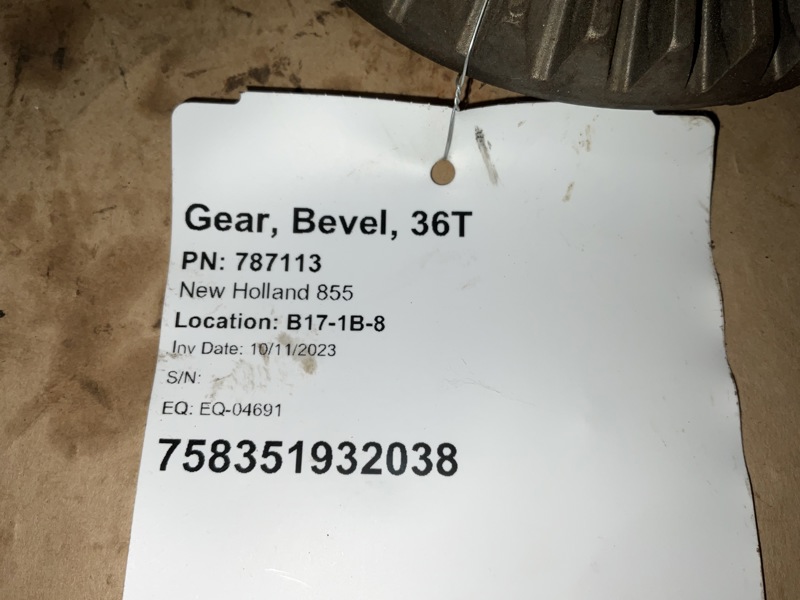 Gear, Bevel, 36T
PN: 787113
New Holland 855
Location: B17-1B-8
Inv Date: 10/11/2023
S/N:
EQ: EQ-04691
758351932038